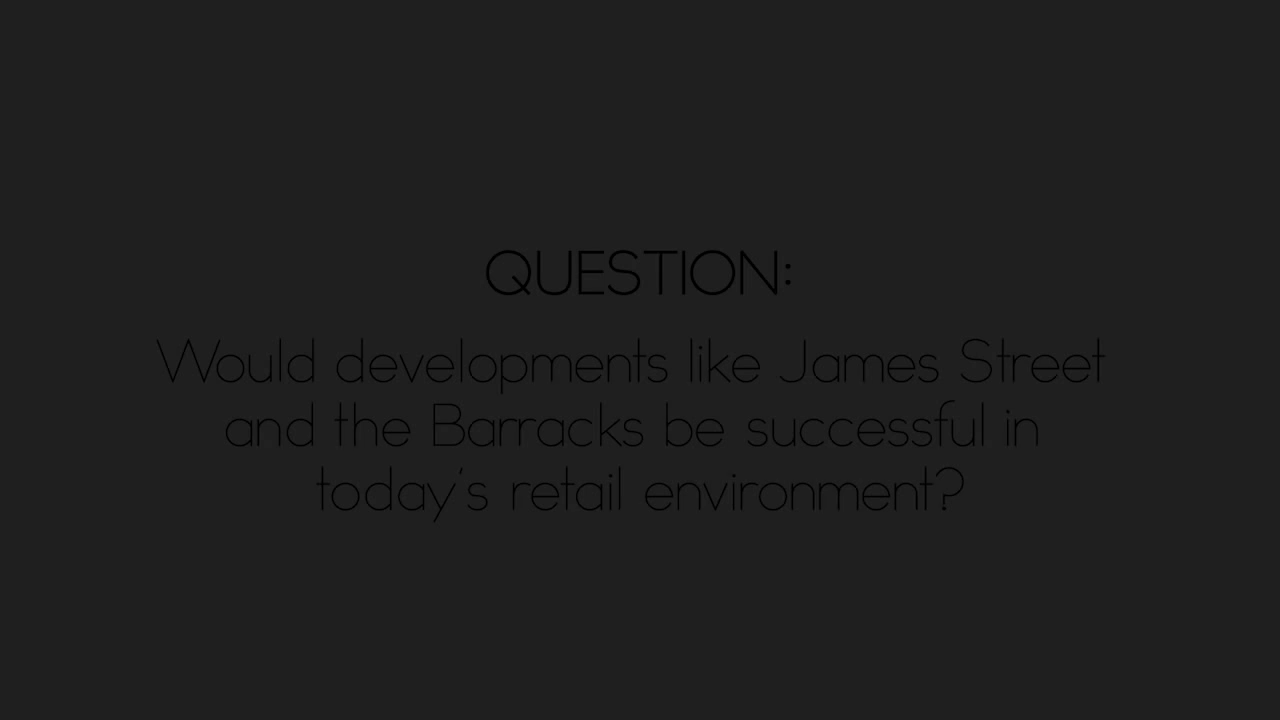 QUESTION:
Would developments like James Street
and the Barracks be successful in
today's retail environment?